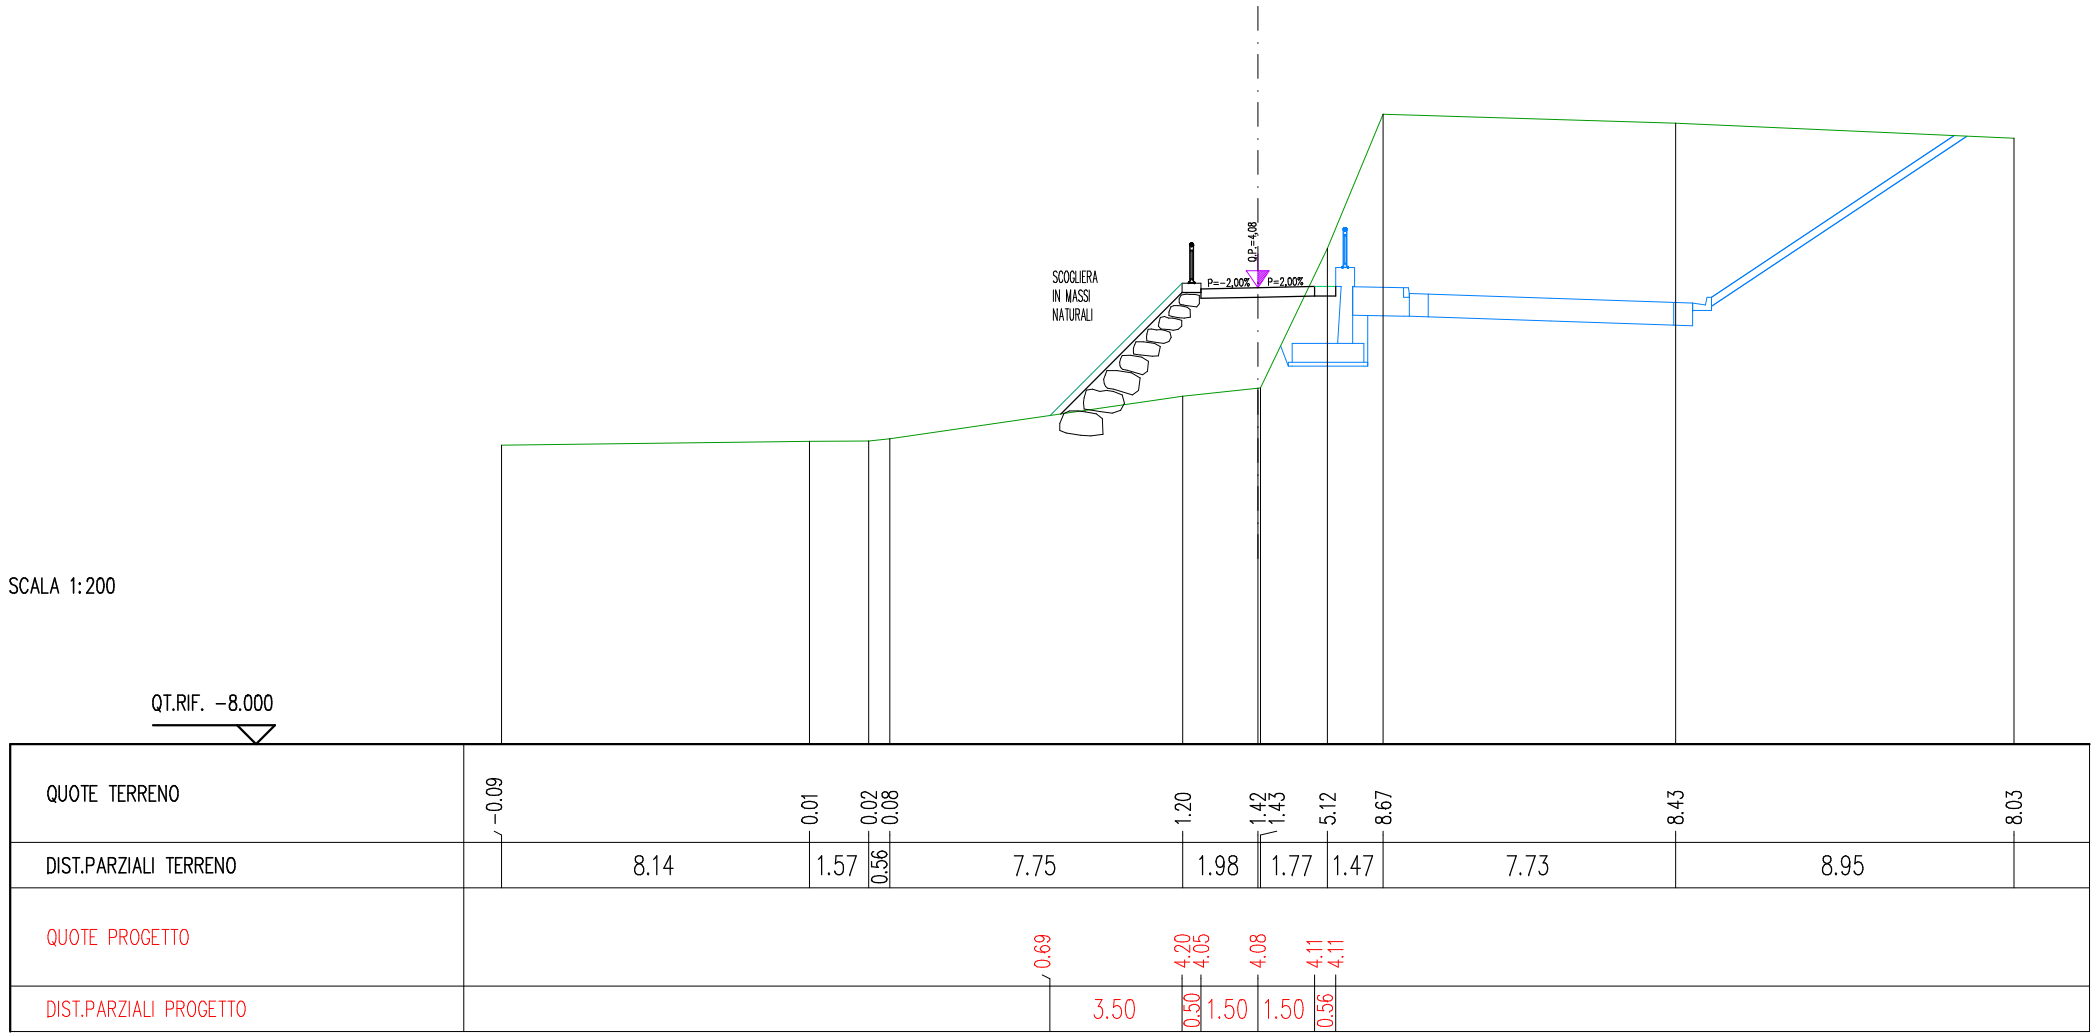 Q.P.=4,08
SCOGLIERA
IN MASSI
NATURALI
P=-2,00%
P=2,00%
SCALA 1:200
QT.RIF. -8.000
QUOTE TERRENO
-0.09 0.01 0.02 0.08 1.20 1.42 1.43 5.12 8.67 8.43 8.03
DIST.PARZIALI TERRENO
8.14 1.57 0.56 7.75 1.98 1.77 1.47 7.73 8.95
QUOTE PROGETTO
0.69 4.20 4.05 4.08 4.11 4.11
DIST.PARZIALI PROGETTO
3.50 0.50 1.50 1.50 0.56